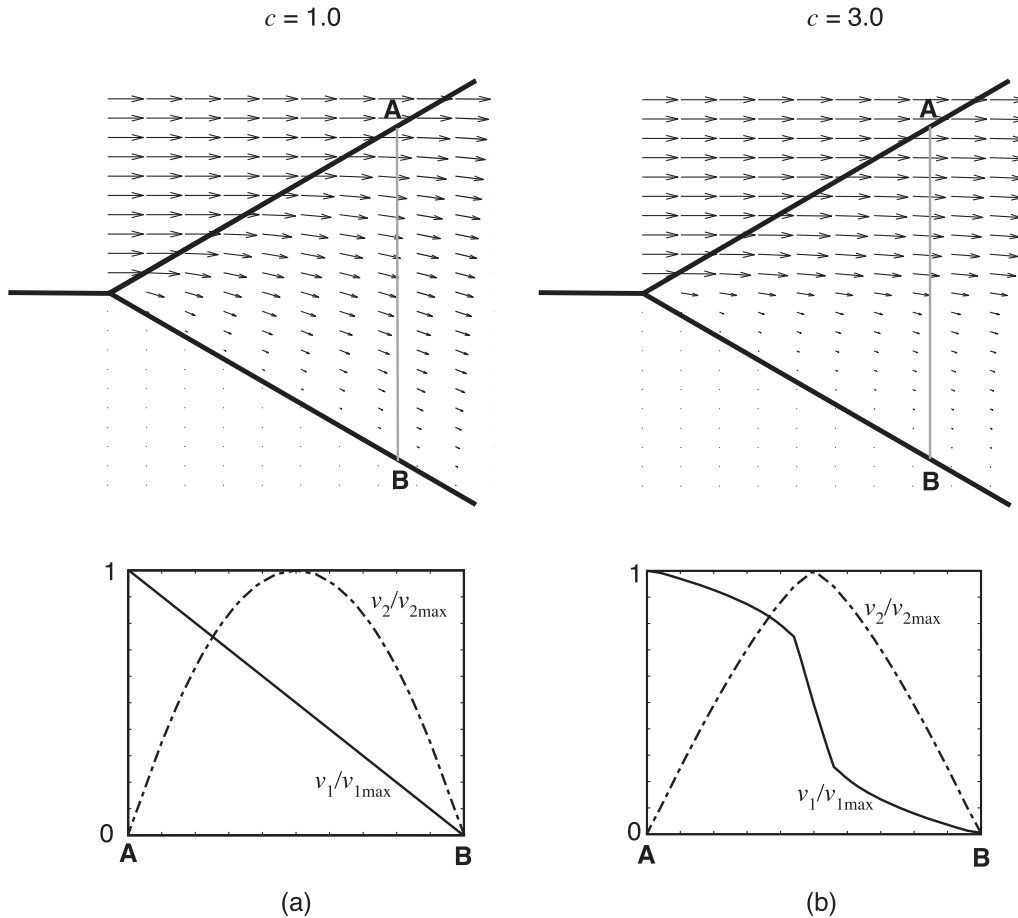 c = 1.0
c = 3.0
A
A
B
B
1
v2/v2max
v1/v1max
0
A
B
1
v2/v2max
v1/v1max
0
A
B
(a)
(b)